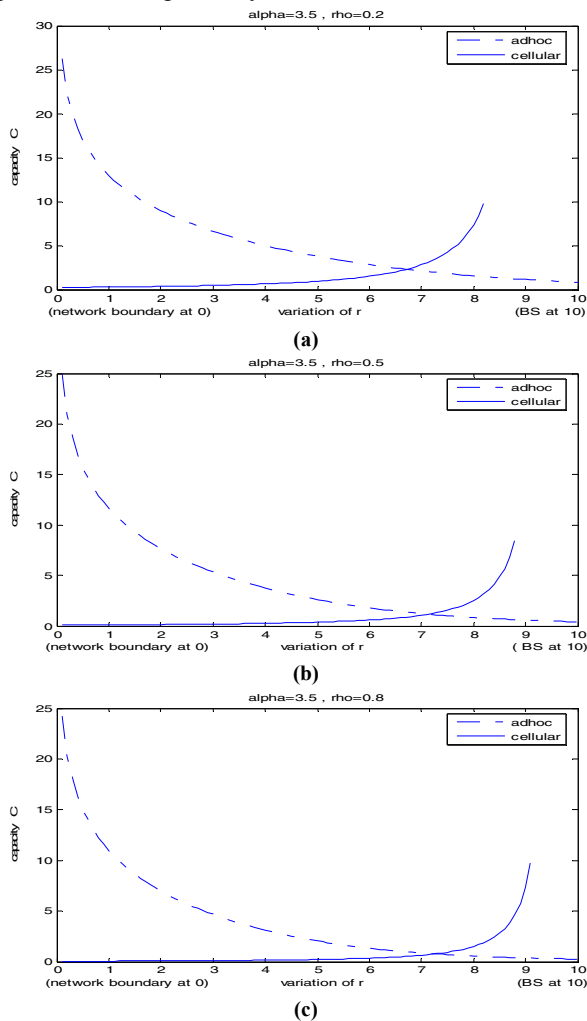 alpha=3.5 , rho=0.2
30
25
20
15
10
5
0
capacity C
adhoc
cellular
0 1 2 3 4 5 6 7 8 9 10
(network boundary at 0) variation of r (BS at 10)
(a)
alpha=3.5 , rho=0.5
25
20
15
10
5
0
capacity C
adhoc
cellular
0 1 2 3 4 5 6 7 8 9 10
(network boundary at 0) variation of r ( BS at 10)
(b)
alpha=3.5 , rho=0.8
25
20
15
10
5
0
capacity C
adhoc
cellular
0 1 2 3 4 5 6 7 8 9 10
(network boundary at 0) variation of r (BS at 10)
(c)